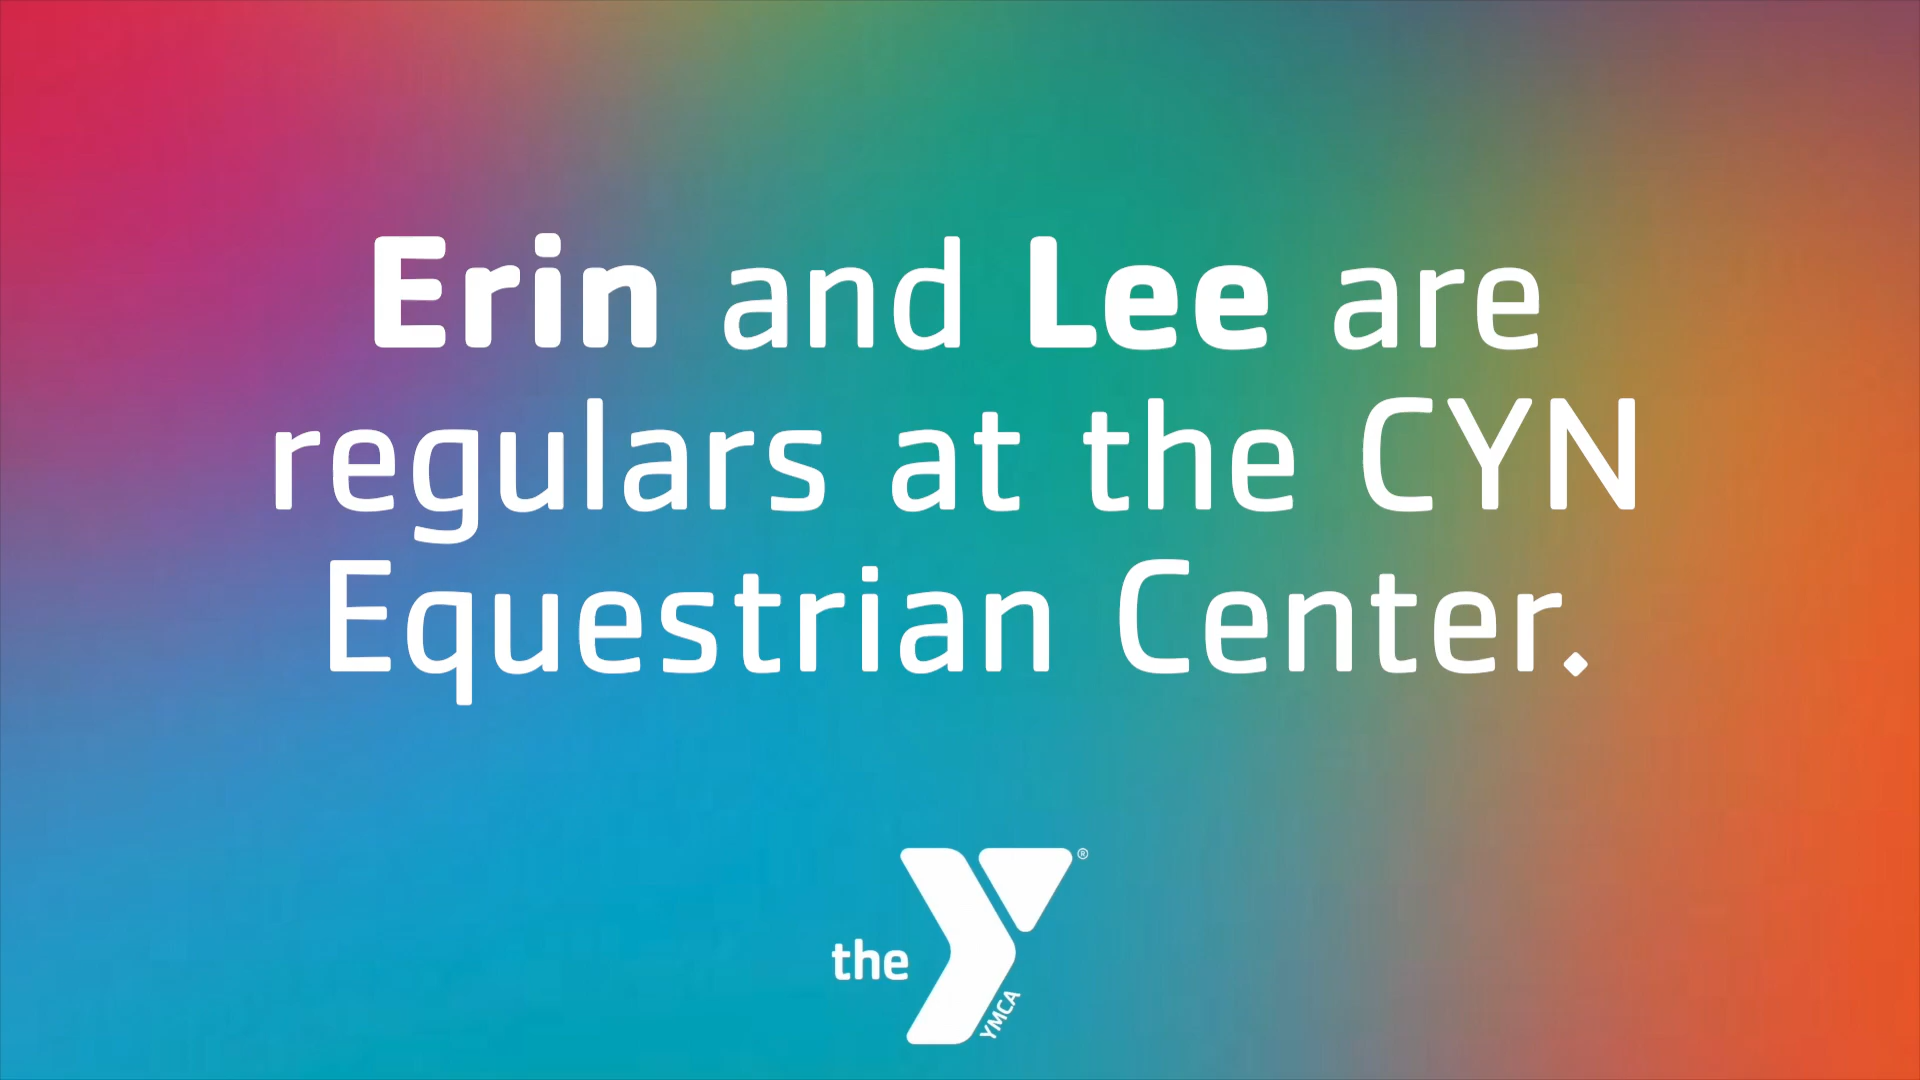 Erin and Lee are
regulars at the CYN
Equestrian Center.
the Y®
YMCA